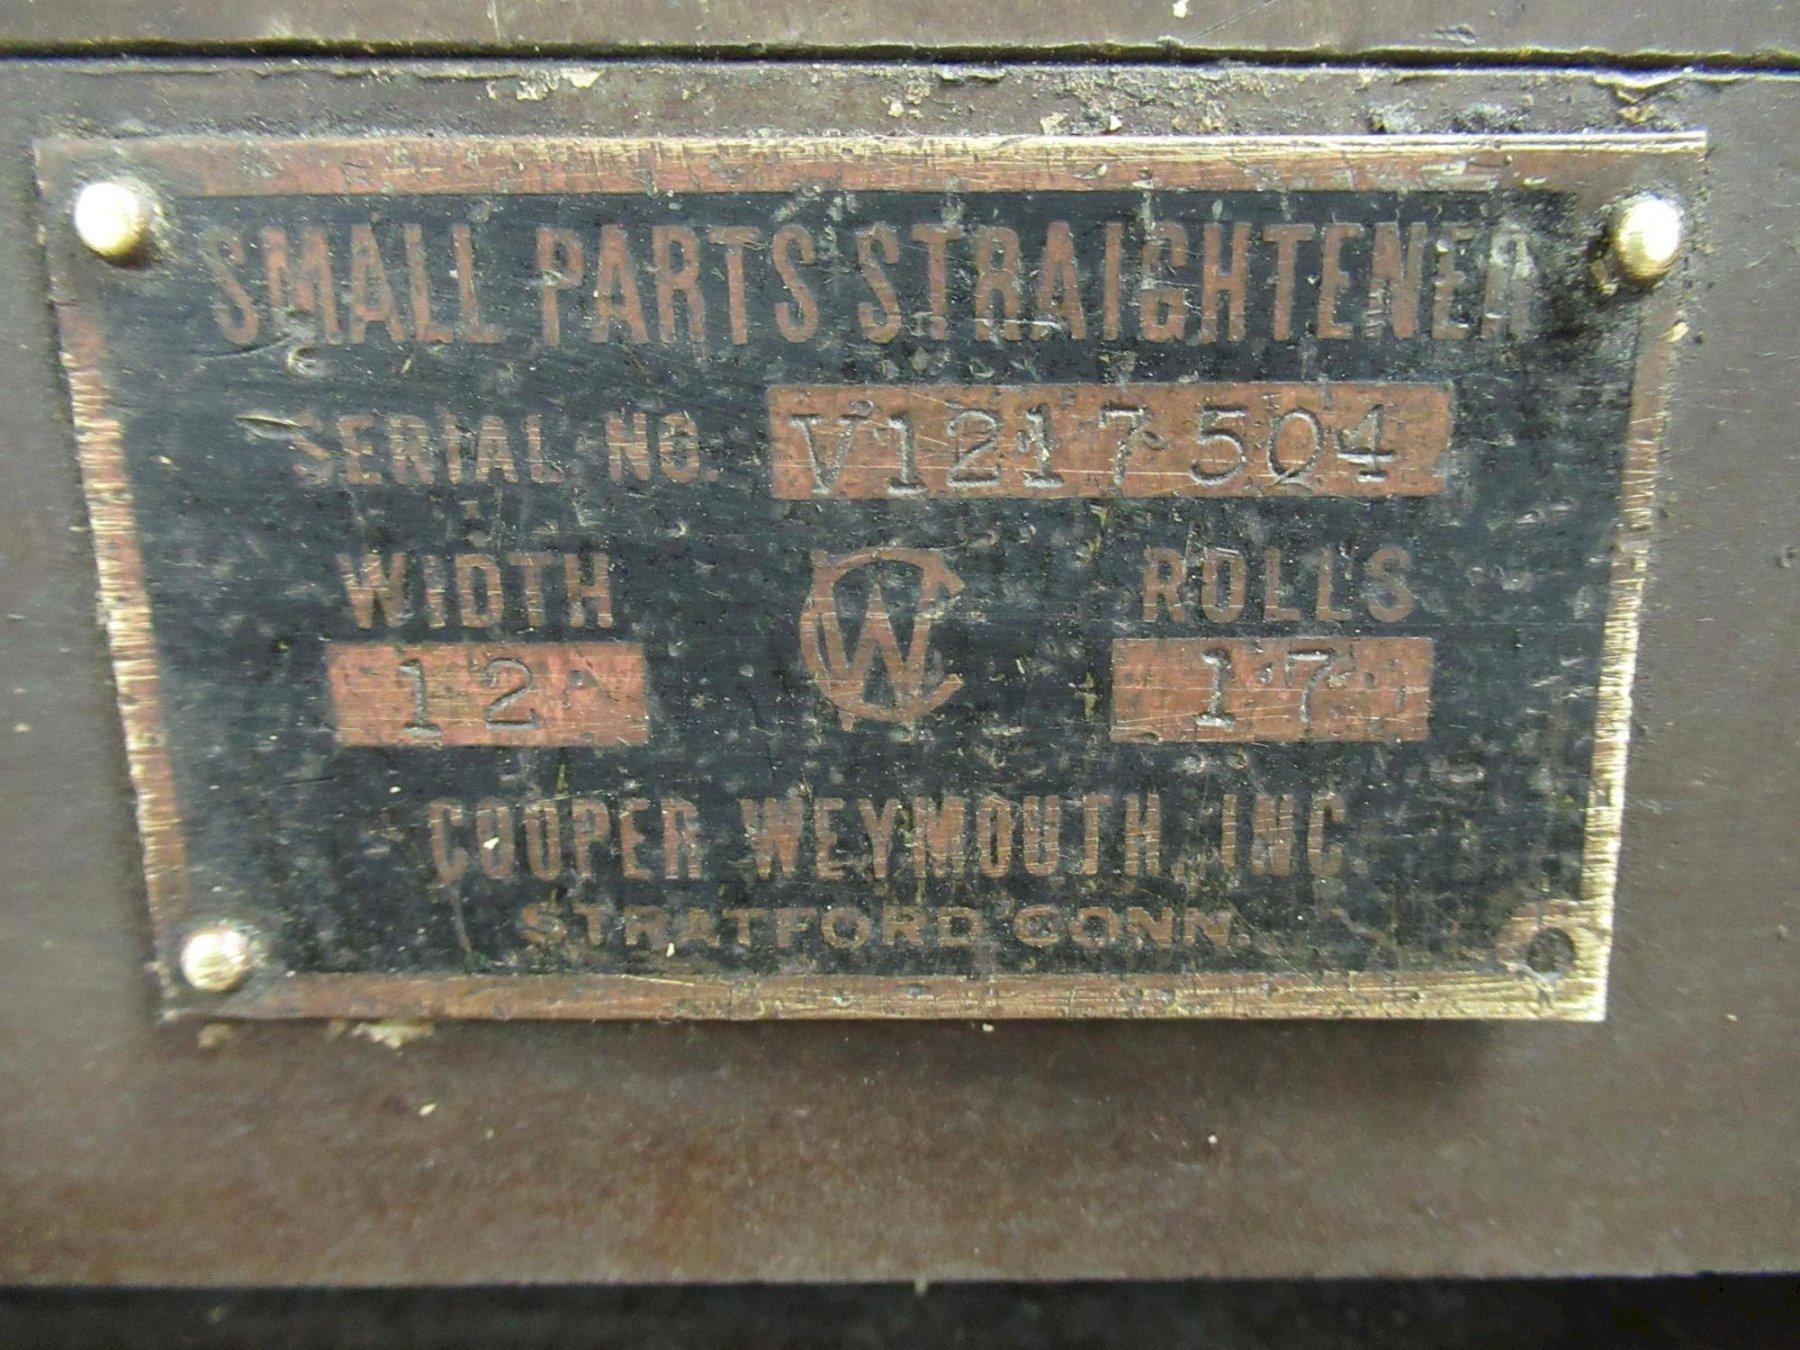 SMALL PARTS STRAIGHTENER
SERIAL NO. V1217504
WIDTH CW ROLLS
12 17
COOPER WEYMOUTH, INC.
STRATFORD CONN.